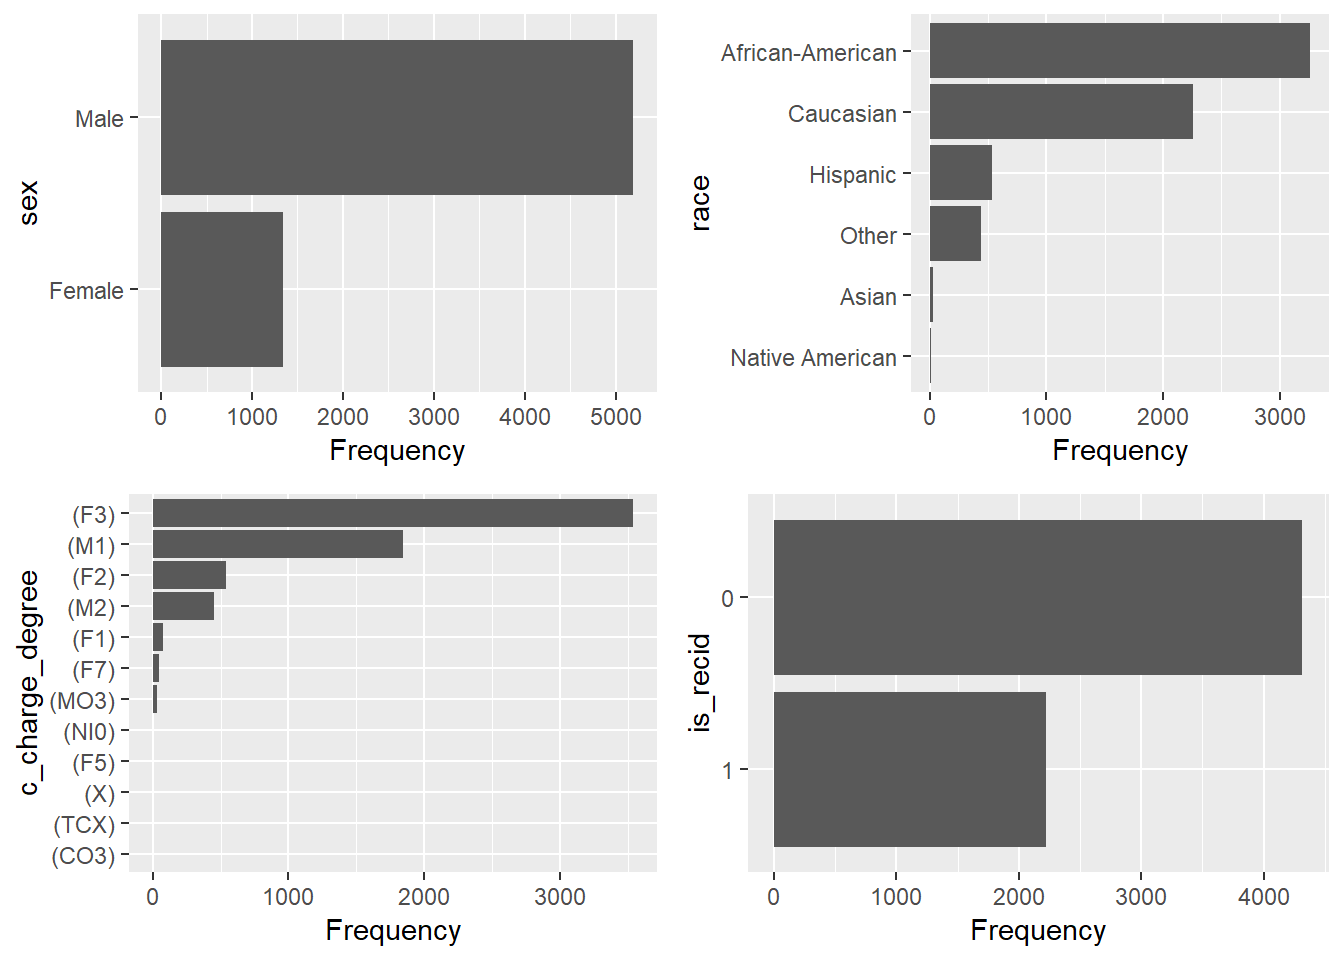 sex
Male
Female
0 1000 2000 3000 4000 5000
Frequency
race
African-American
Caucasian
Hispanic
Other
Asian
Native American
0 1000 2000 3000
Frequency
c_charge_degree
(F3)
(M1)
(F2)
(M2)
(F1)
(F7)
(MO3)
(NI0)
(F5)
(X)
(TCX)
(CO3)
0 1000 2000 3000
Frequency
is_recid
0
1
0 1000 2000 3000 4000
Frequency